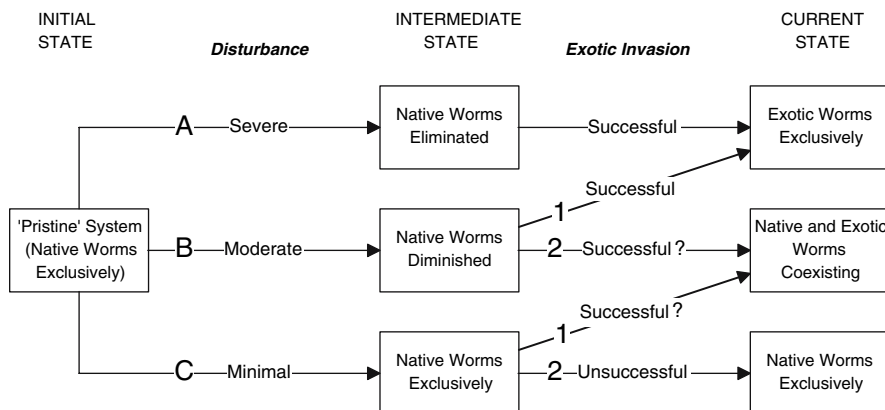 INITIAL STATE
Disturbance
INTERMEDIATE STATE
Exotic Invasion
CURRENT STATE
A Severe
Native Worms
Eliminated
Successful
Exotic Worms
Exclusively
1 Successful
'Pristine' System
(Native Worms
Exclusively)
B Moderate
Native Worms
Diminished
2 Successful?
Native and Exotic
Worms
Coexisting
1 Successful?
C Minimal
Native Worms
Exclusively
2 Unsuccessful
Native Worms
Exclusively